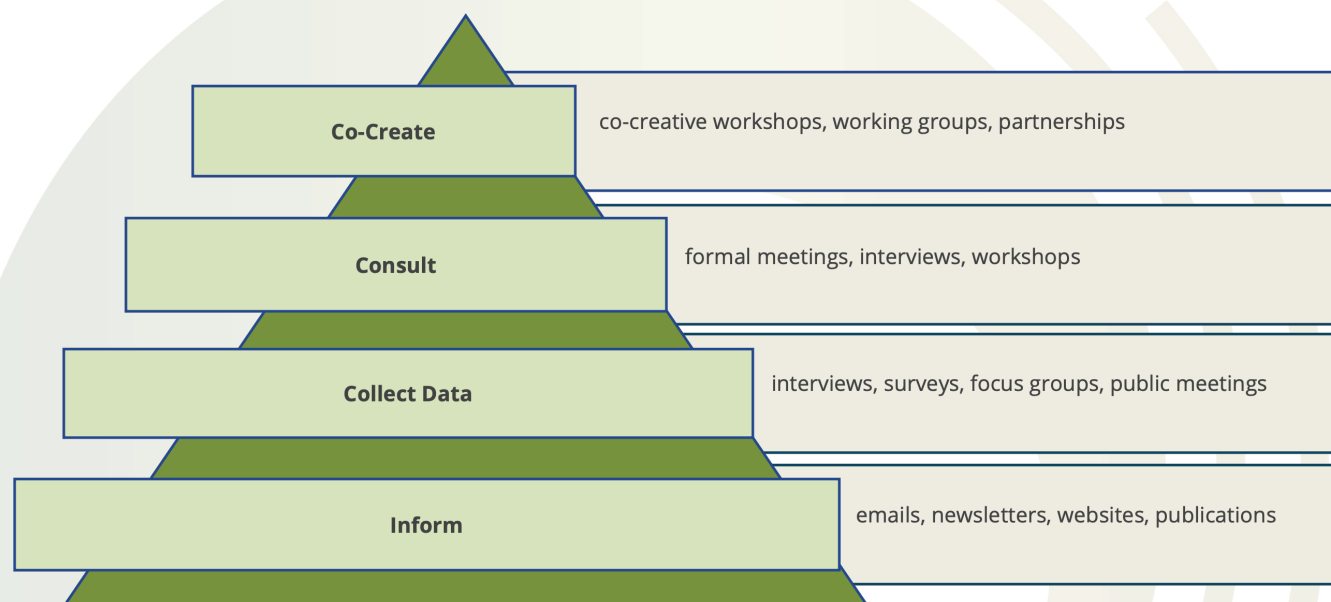 Co-Create
co-creative workshops, working groups, partnerships
Consult
formal meetings, interviews, workshops
Collect Data
interviews, surveys, focus groups, public meetings
Inform
emails, newsletters, websites, publications